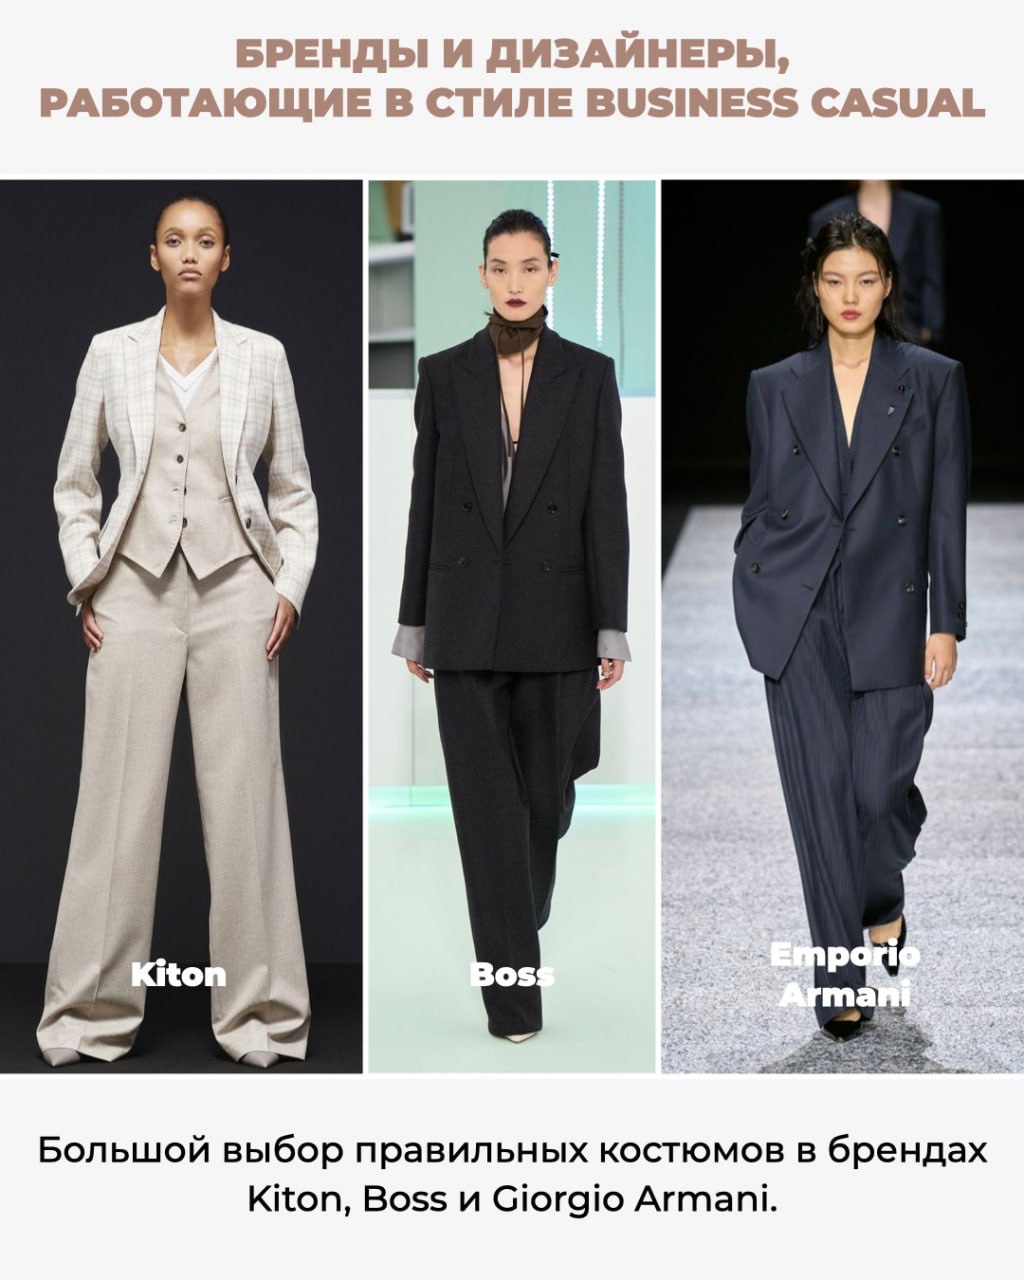 БРЕНДЫ И ДИЗАЙНЕРЫ,
РАБОТАЮЩИЕ В СТИЛЕ BUSINESS CASUAL
Kiton
Boss
Emporio
Armani
Большой выбор правильных костюмов в брендах
Kiton, Boss и Giorgio Armani.